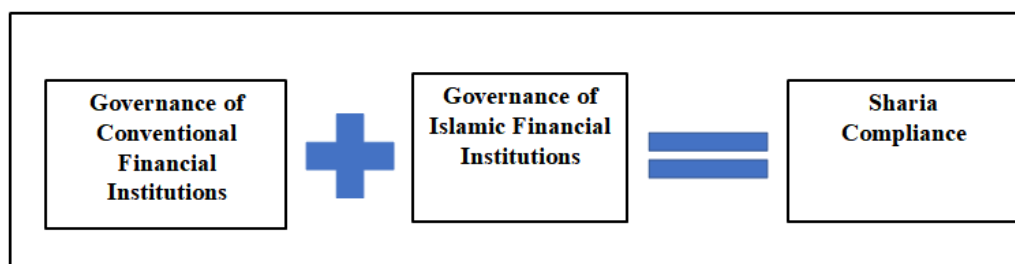 Governance of
Conventional
Financial
Institutions
Governance of
Islamic Financial
Institutions
Sharia
Compliance